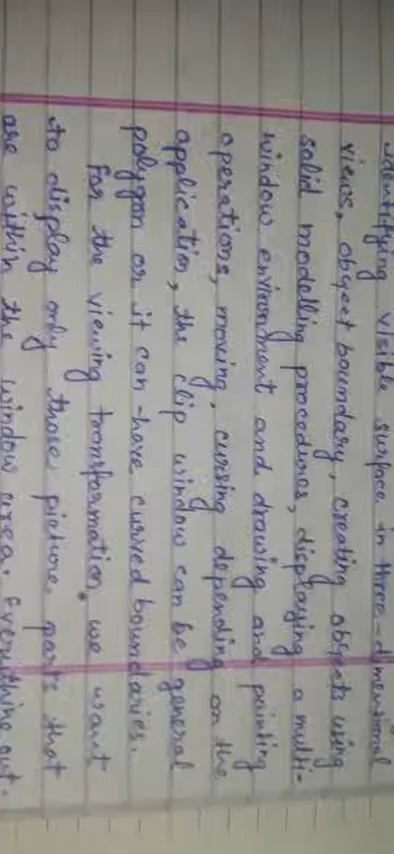 identifying visible surface in three-dimensional
views, object boundary, creating objects using
solid modelling procedures, displaying a multi-
window environment and drawing and painting
operations, moving, cursing depending on the
application, the clip window can be general
polygon or it can have curved boundaries.
For the viewing transformation, we want
to display only those picture parts that
are within the window area. Everything out-